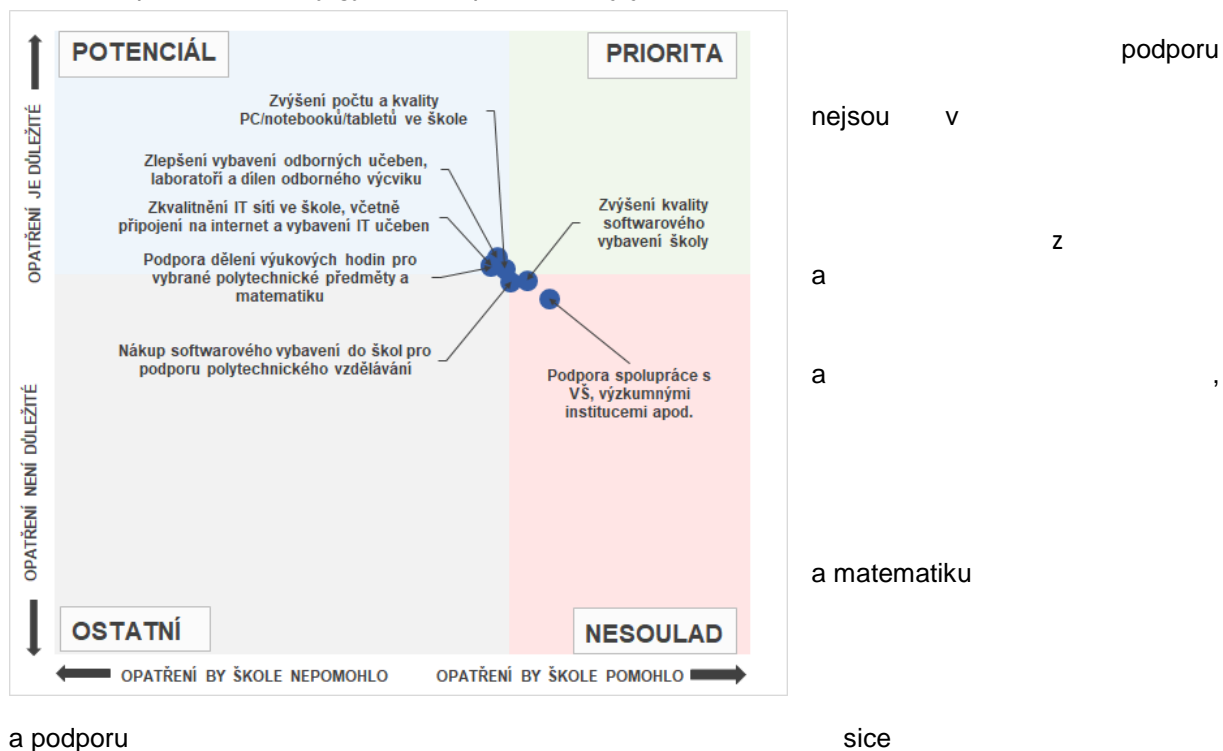 POTENCIÁL
PRIORITA
Zvýšení počtu a kvality
PC/notebooků/tabletů ve škole
Zlepšení vybavení odborných učeben,
laboratoří a dílen odborného výcviku
Zkvalitnění IT sítí ve škole, včetně
připojení na internet a vybavení IT učeben
Podpora dělení výukových hodin pro
vybrané polytechnické předměty a
matematiku
Nákup softwarového vybavení do škol pro
podporu polytechnického vzdělávání
Zvýšení kvality
softwarového
vybavení školy
Podpora spolupráce s
VŠ, výzkumnými
institucemi apod.
OSTATNÍ
NESOULAD
OPATŘENÍ JE DŮLEŽITÉ
OPATŘENÍ NENÍ DŮLEŽITÉ
OPATŘENÍ BY ŠKOLE NEPOMOHLO
OPATŘENÍ BY ŠKOLE POMOHLO
podporu
nejsou v
z
a
a ,
a matematiku
a podporu sice